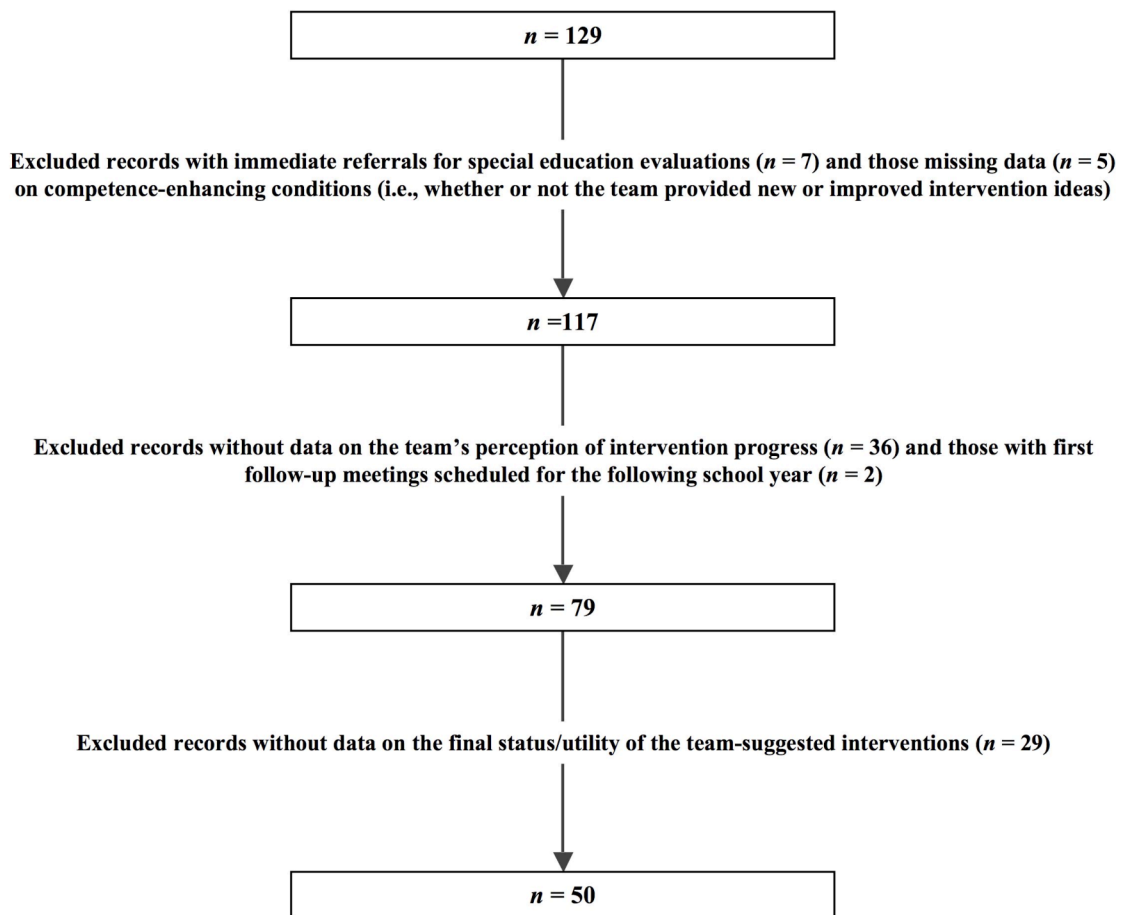 n = 129
Excluded records with immediate referrals for special education evaluations (n = 7) and those missing data (n = 5)
on competence-enhancing conditions (i.e., whether or not the team provided new or improved intervention ideas)
n =117
Excluded records without data on the team’s perception of intervention progress (n = 36) and those with first
follow-up meetings scheduled for the following school year (n = 2)
n = 79
Excluded records without data on the final status/utility of the team-suggested interventions (n = 29)
n = 50